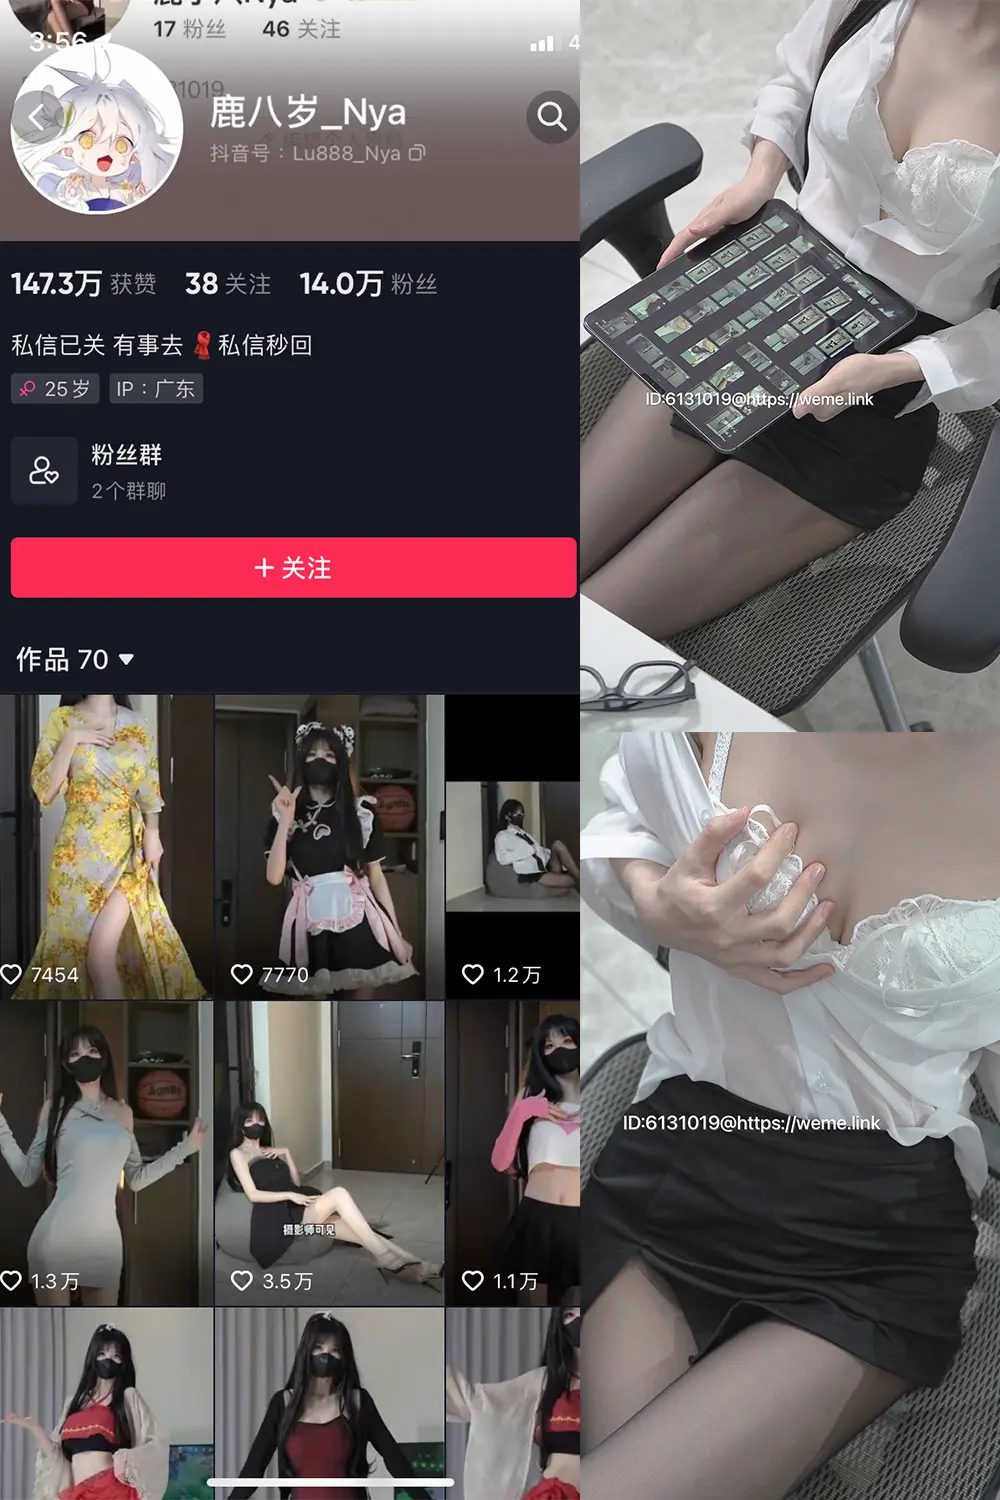 17 粉丝 46 关注
3:56
4
31019
鹿八岁_Nya
抖音号：Lu888_Nya
147.3万 获赞 38 关注 14.0万 粉丝
私信已关 有事去 私信秒回
25岁 IP：广东
粉丝群
2个群聊
+ 关注
作品 70
7454 7770 1.2万
摄影师可见
1.3万 3.5万 1.1万
ID:6131019@https://weme.link
ID:6131019@https://weme.link